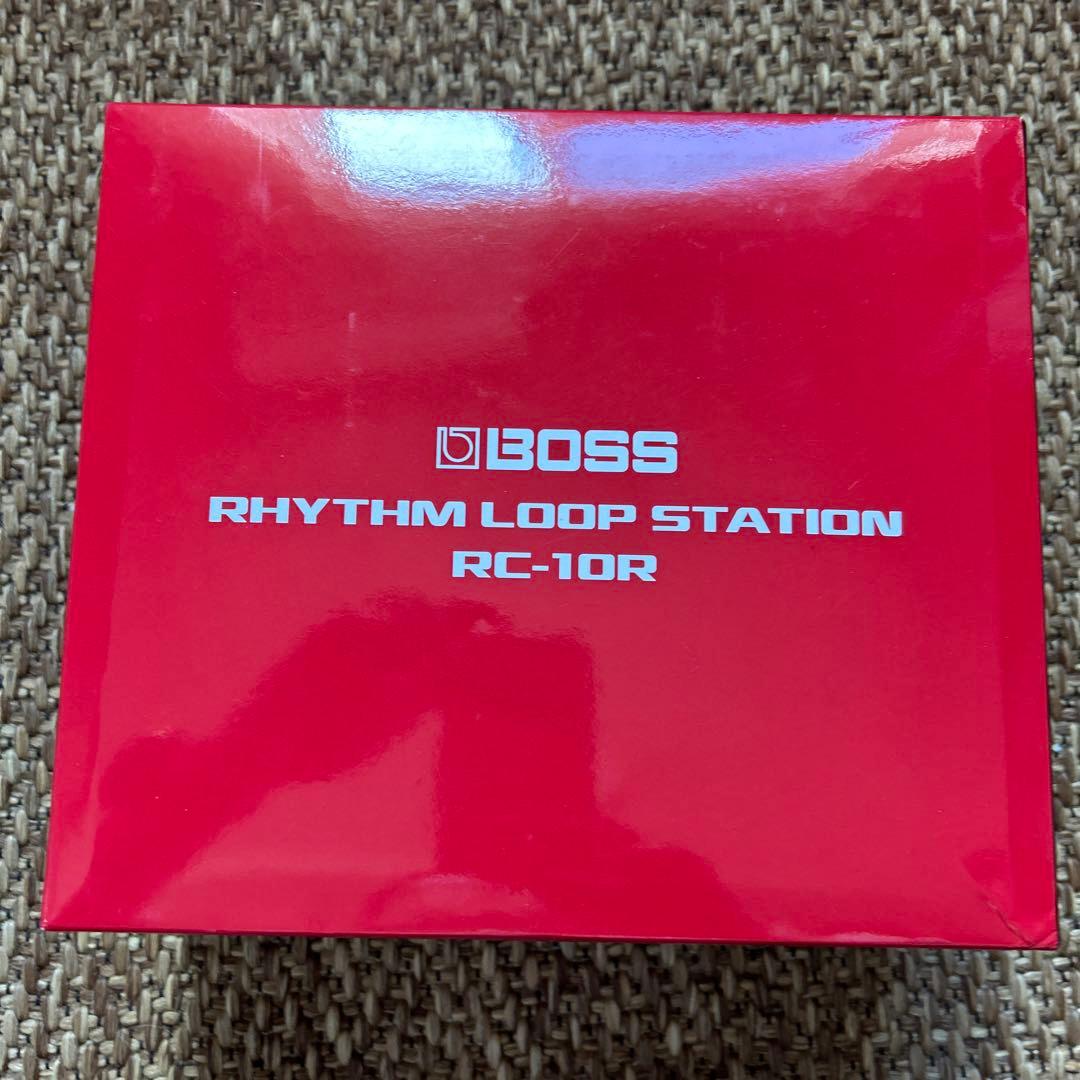 BOSS
RHYTHM LOOP STATION
RC-10R